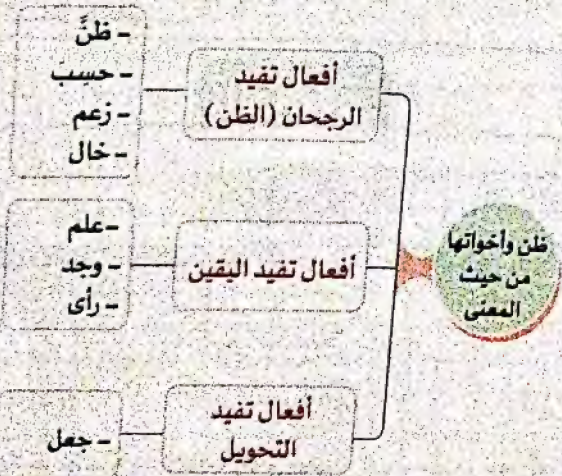 ظن وأخواتها
من حيث
المعنى
أفعال تفيد
الرجحان (الظن)
- ظنَّ
- حسِبَ
- زعم
- خال
أفعال تفيد اليقين
- علم
- وجد
- رأى
أفعال تفيد
التحويل
- جعل